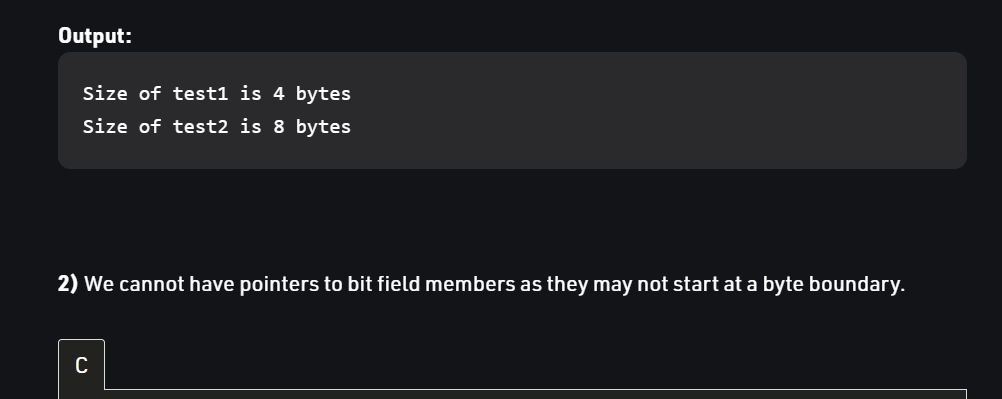 Output:
Size of test1 is 4 bytes
Size of test2 is 8 bytes
2) We cannot have pointers to bit field members as they may not start at a byte boundary.
C